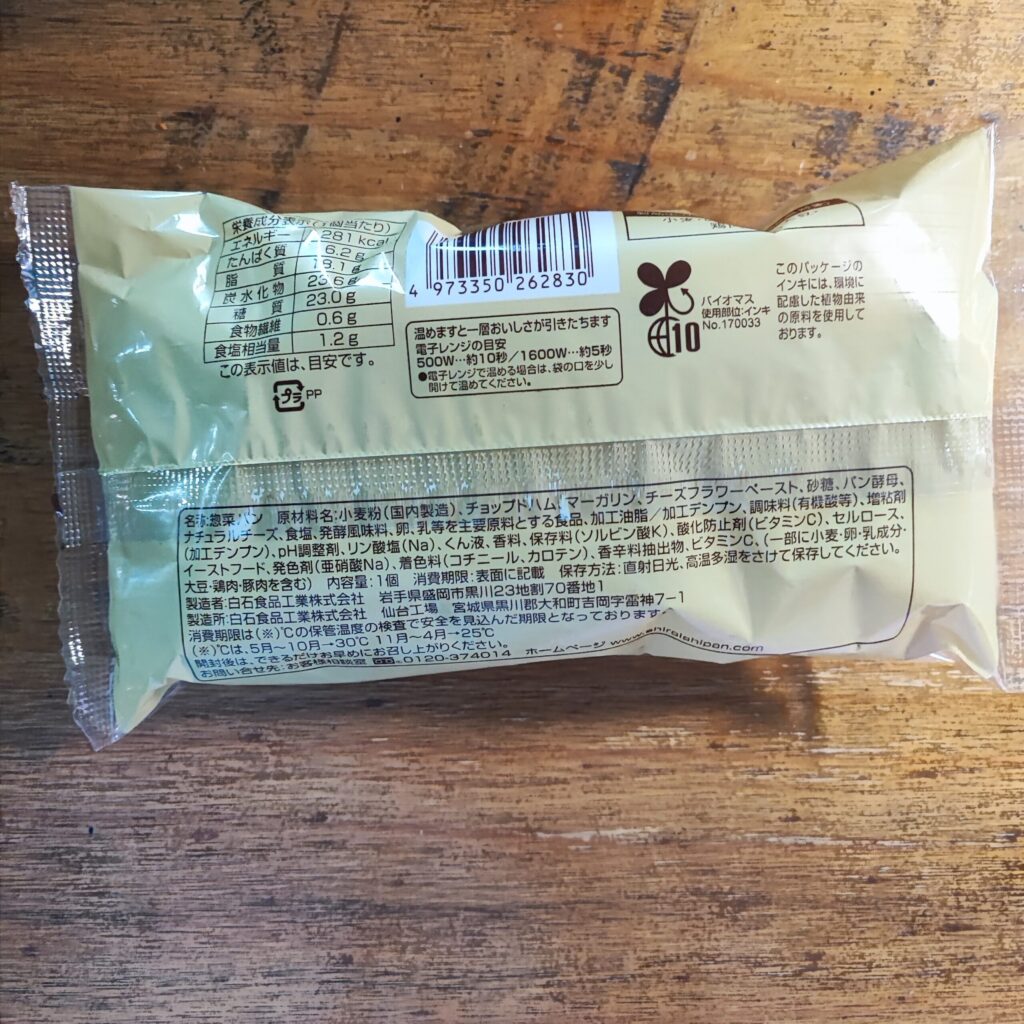 栄養成分表示(1個当たり)
エネルギー 281kcal
たんぱく質 6.2g
脂質 18.1g
炭水化物 23.6g
糖質 23.0g
食物繊維 0.6g
食塩相当量 1.2g
この表示値は、目安です。
プラ PP
4 973350 262830
温めますと一層おいしさが引きたちます
電子レンジの目安
500W…約10秒/1600W…約5秒
●電子レンジで温める場合は、袋の口を少し
開けて温めてください。
小麦
バイオマス
使用部位:インキ
No.170033
10
このパッケージの
インキには、環境に
配慮した植物由来
の原料を使用して
おります。
名称:惣菜パン 原材料名:小麦粉(国内製造)、チョップドハム、マーガリン、チーズフラワーペースト、砂糖、パン酵母、
ナチュラルチーズ、食塩、発酵風味料、卵、乳等を主要原料とする食品、加工油脂/加工デンプン、調味料(有機酸等)、増粘剤
(加工デンプン)、pH調整剤、リン酸塩(Na)、くん液、香料、保存料(ソルビン酸K)、酸化防止剤(ビタミンC)、セルロース、
イーストフード、発色剤(亜硝酸Na)、着色料(コチニール、カロテン)、香辛料抽出物、ビタミンC、(一部に小麦・卵・乳成分・
大豆・鶏肉・豚肉を含む) 内容量:1個 消費期限:表面に記載 保存方法:直射日光、高温多湿をさけて保存してください。
製造者:白石食品工業株式会社 岩手県盛岡市黒川23地割70番地1
製造所:白石食品工業株式会社 仙台工場 宮城県黒川郡大和町吉岡字雷神7-1
消費期限は(※)℃の保管温度の検査で安全を見込んだ期限となっております。
(※)℃は、5月~10月→30℃ 11月~4月→25℃
開封後は、できるだけお早めにお召し上がりください。
お問い合せ先:お客様相談室 0120-374014 ホームページ www.shiraishipan.com